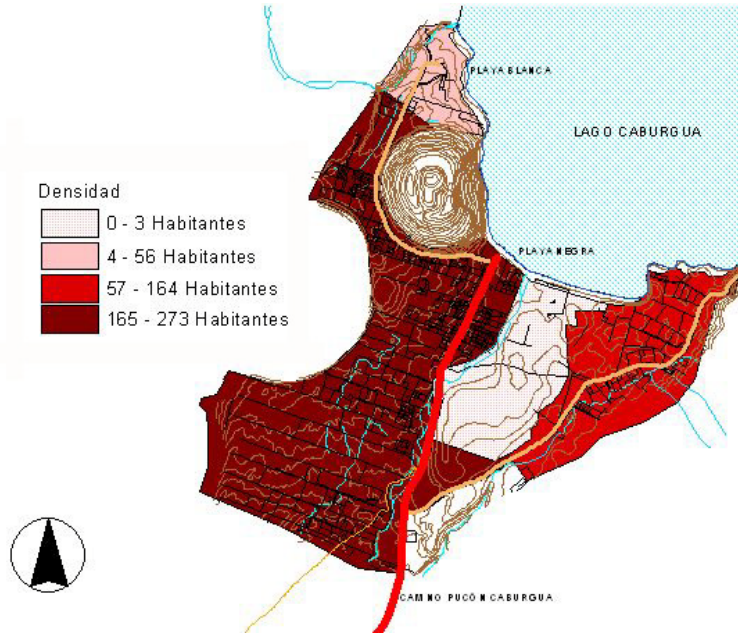 PLAYA BLANCA
LAGO CABURGUA
Densidad
0 - 3 Habitantes
4 - 56 Habitantes
57 - 164 Habitantes
165 - 273 Habitantes
PLAYA NEGRA
CAMINO PUCÓN CABURGUA